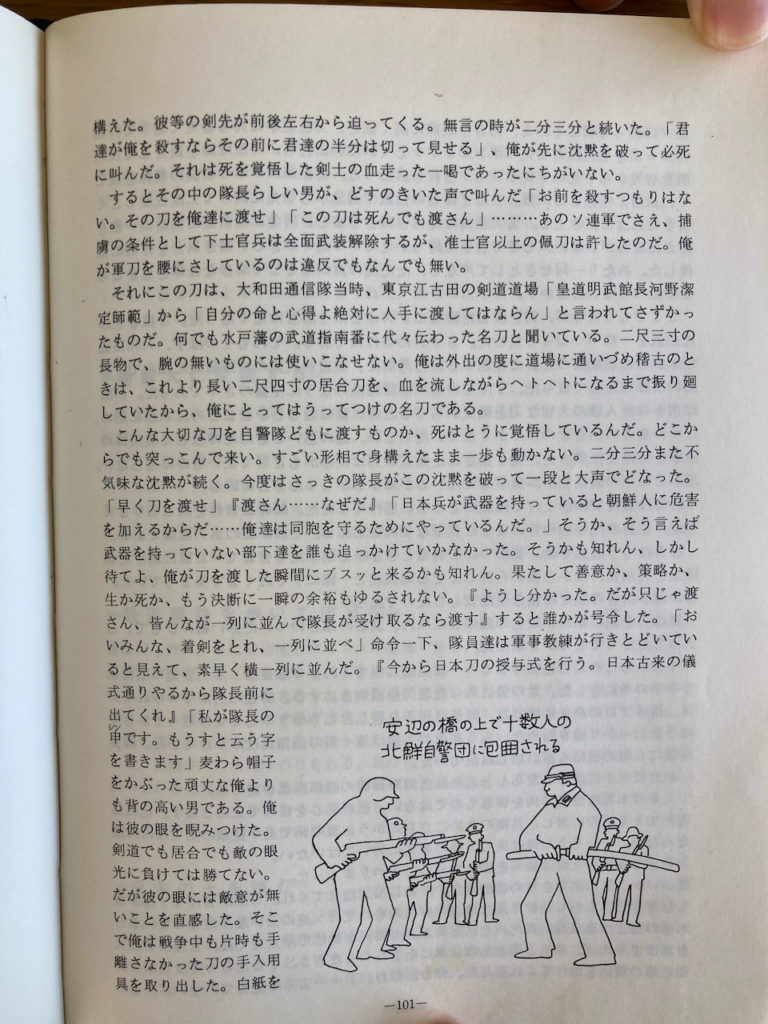 構えた。彼等の剣先が前後左右から迫ってくる。無言の時が二分三分と続いた。「君
達が俺を殺すならその前に君達の半分は切って見せる」、俺が先に沈黙を破って必死
に叫んだ。それは死を覚悟した剣士の血走った一喝であったにちがいない。
するとその中の隊長らしい男が、どすのきいた声で叫んだ「お前を殺すつもりはな
い。その刀を俺達に渡せ」「この刀は死んでも渡さん」………あのソ連軍でさえ、捕
虜の条件として下士官兵は全面武装解除するが、准士官以上の佩刀は許したのだ。俺
が軍刀を腰にさしているのは違反でもなんでも無い。
それにこの刀は、大和田通信隊当時、東京江古田の剣道道場「皇道明武館長河野潔
定師範」から「自分の命と心得よ絶対に人手に渡してはならん」と言われてさずかっ
たものだ。何でも水戸藩の武道指南番に代々伝わった名刀と聞いている。二尺三寸の
長物で、腕の無いものには使いこなせない。俺は外出の度に道場に通いづめ稽古のと
きは、これより長い二尺四寸の居合刀を、血を流しながらヘトヘトになるまで振り廻
していたから、俺にとってはうってつけの名刀である。
こんな大切な刀を自警隊どもに渡すものか、死はとうに覚悟しているんだ。どこか
らでも突っこんで来い。すごい形相で身構えたまま一歩も動かない。二分三分また不
気味な沈黙が続く。今度はさっきの隊長がこの沈黙を破って一段と大声でどなった。
「早く刀を渡せ」『渡さん……なぜだ』「日本兵が武器を持っていると朝鮮人に危害
を加えるからだ……俺達は同胞を守るためにやっているんだ。」そうか、そう言えば
武器を持っていない部下達を誰も追っかけていかなかった。そうかも知れん、しかし
待てよ、俺が刀を渡した瞬間にブスッと来るかも知れん。果たして善意か、策略か、
生か死か、もう決断に一瞬の余裕もゆるされない。『ようし分かった。だが只じゃ渡
さん、皆んなが一列に並んで隊長が受け取るなら渡す』すると誰かが号令した。「お
いみんな、着剣をとれ、一列に並べ」命令一下、隊員達は軍事教練が行きとどいてい
ると見えて、素早く横一列に並んだ。『今から日本刀の授与式を行う。日本古来の儀
式通りやるから隊長前に
出てくれ』「私が隊長の
申です。もうすと云う字
シン
を書きます」麦わら帽子
をかぶった頑丈な俺より
も背の高い男である。俺
は彼の眼を睨みつけた。
剣道でも居合でも敵の眼
光に負けては勝てない。
だが彼の眼には敵意が無
いことを直感した。そこ
で俺は戦争中も片時も手
離さなかった刀の手入用
具を取り出した。白紙を
安辺の橋の上で十数人の
北鮮自警団に包囲される
—101—